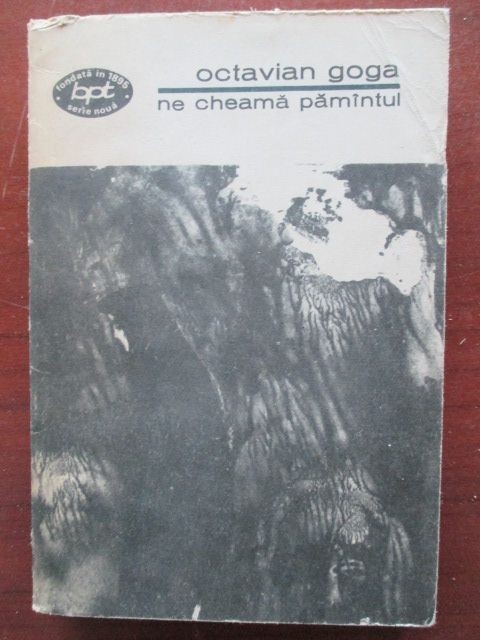 fondată în 1895
bpt
serie nouă
octavian goga
ne cheamă pămîntul